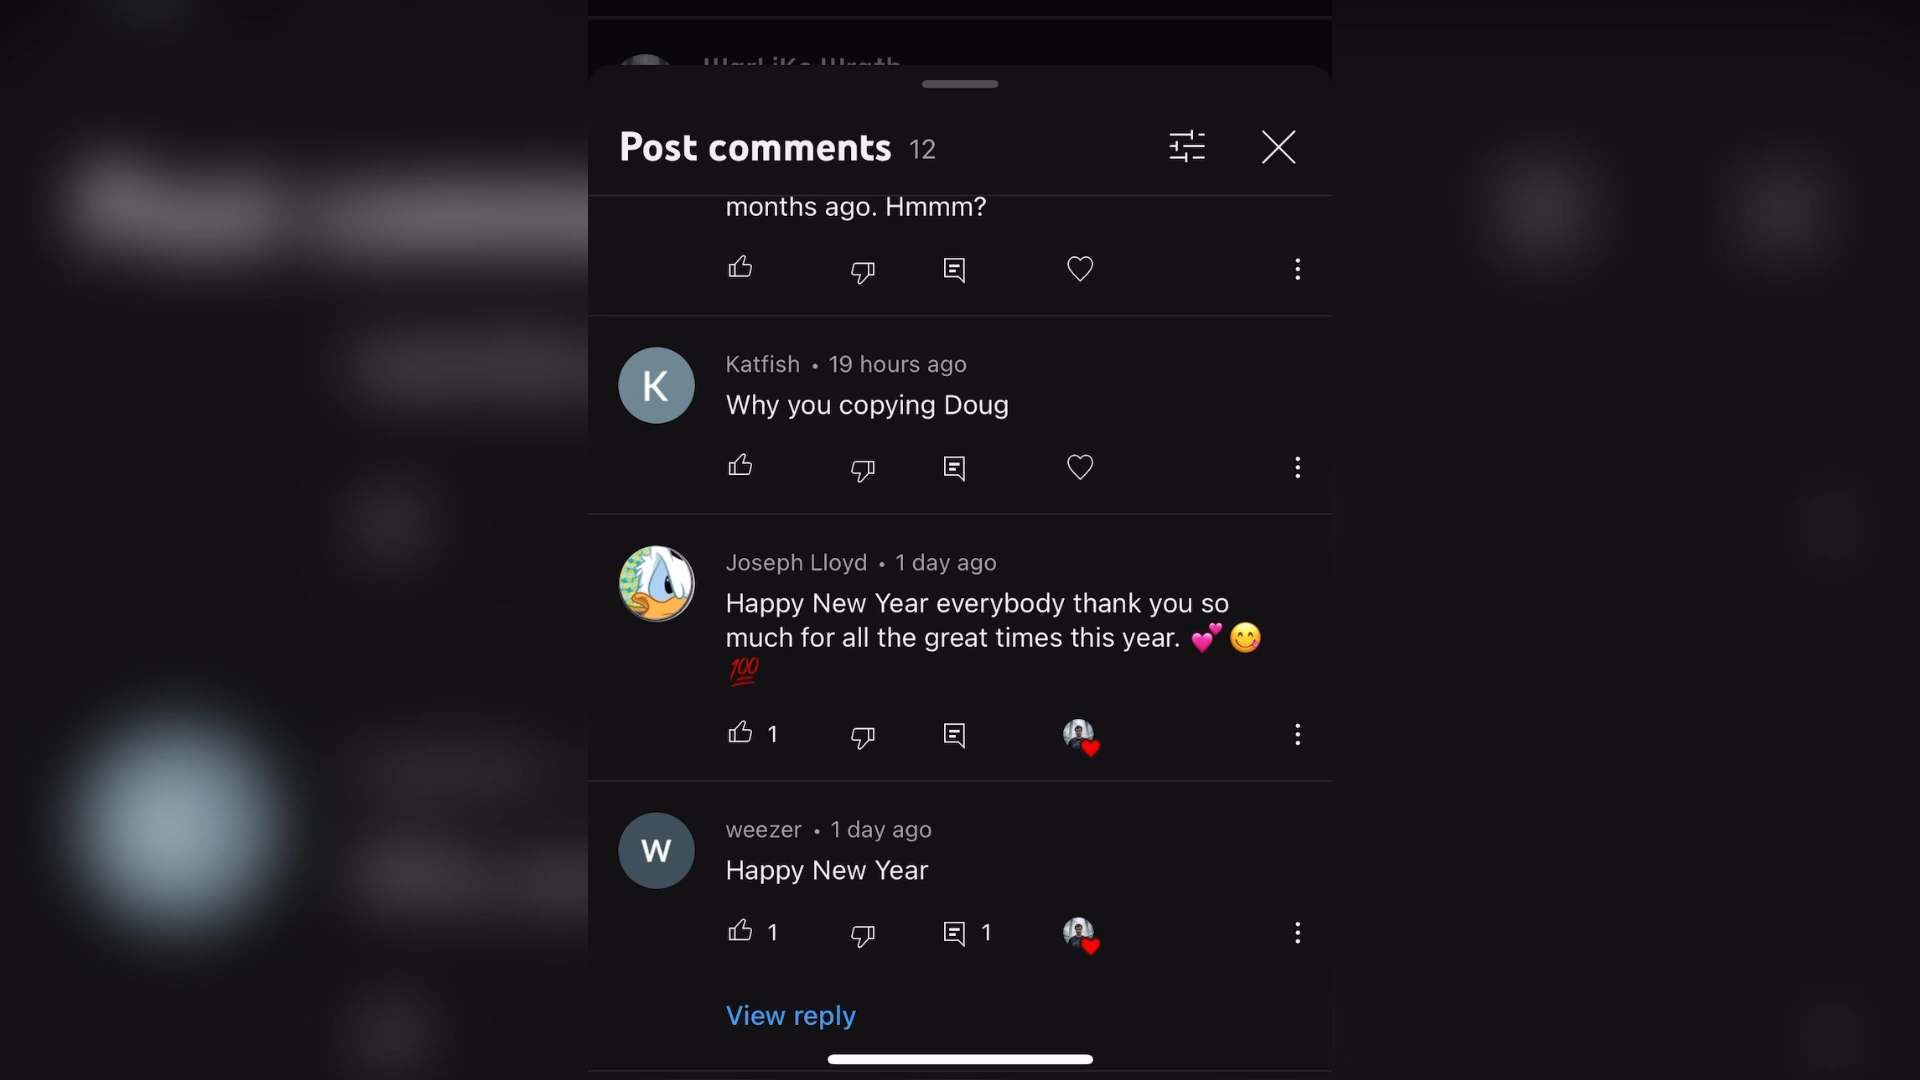 Post comments 12
months ago. Hmmm?
K
Katfish • 19 hours ago
Why you copying Doug
Joseph Lloyd • 1 day ago
Happy New Year everybody thank you so
much for all the great times this year. 💕😋
💯
1
W
weezer • 1 day ago
Happy New Year
1 1
View reply